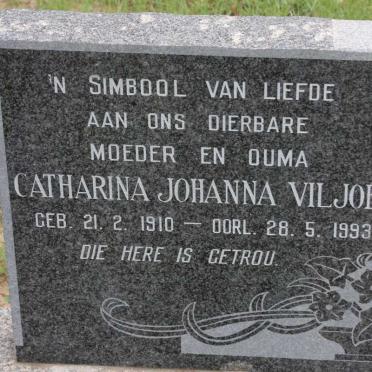 'N SIMBOOL VAN LIEFDE
AAN ONS DIERBARE
MOEDER EN OUMA
CATHARINA JOHANNA VILJOE
GEB. 21. 2. 1910 — OORL. 28. 5. 1993
DIE HERE IS GETROU.